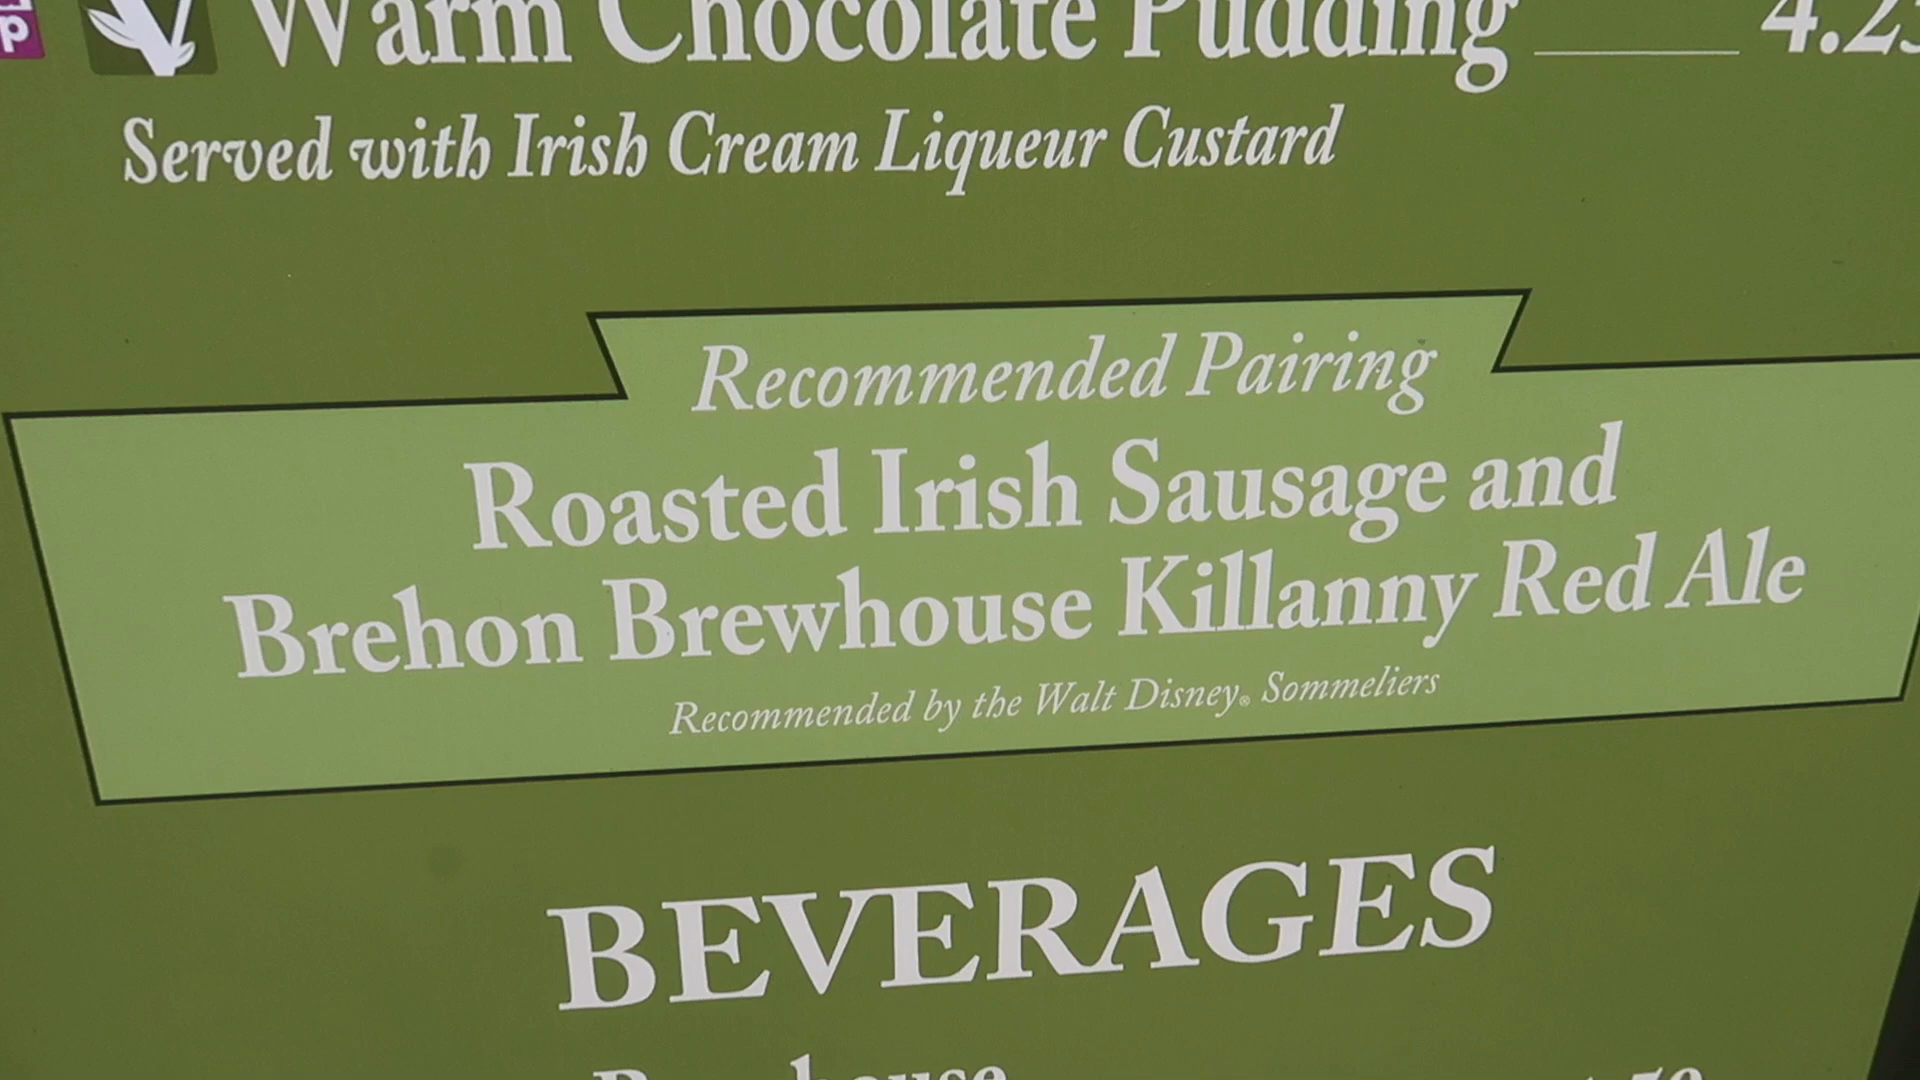 Warm Chocolate Pudding
Served with Irish Cream Liqueur Custard
Recommended Pairing
Roasted Irish Sausage and
Brehon Brewhouse Killanny Red Ale
Recommended by the Walt Disney® Sommeliers
BEVERAGES